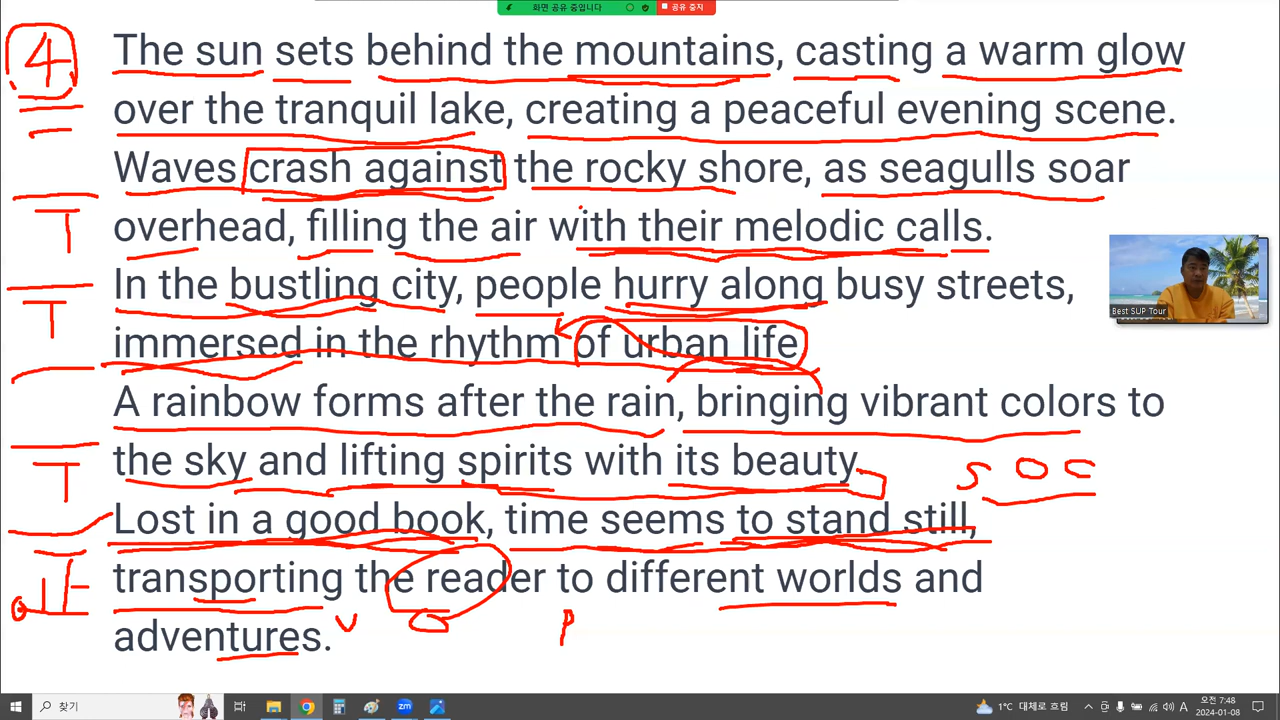 화면 공유 중입니다 공유 중지
4 The sun sets behind the mountains, casting a warm glow
over the tranquil lake, creating a peaceful evening scene.
Waves crash against the rocky shore, as seagulls soar
overhead, filling the air with their melodic calls.
In the bustling city, people hurry along busy streets,
Best SUP Tour
immersed in the rhythm of urban life
A rainbow forms after the rain, bringing vibrant colors to
the sky and lifting spirits with its beauty
Lost in a good book, time seems to stand still,
transporting the reader to different worlds and
adventures.
V O P
찾기
1°C 대체로 흐림 A 오전 7:48
2024-01-08